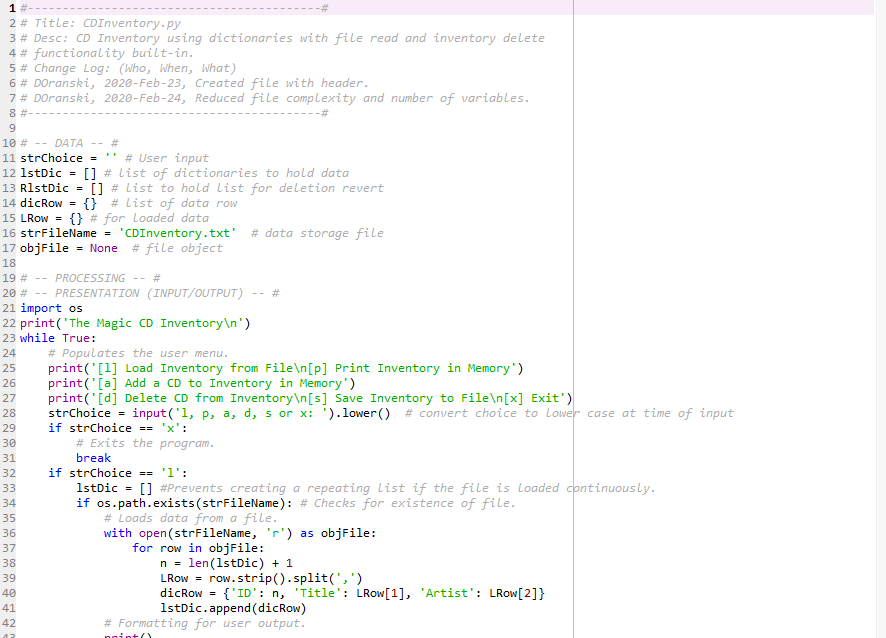 1 #------------------------------------------#
2 # Title: CDInventory.py
3 # Desc: CD Inventory using dictionaries with file read and inventory delete
4 # functionality built-in.
5 # Change Log: (Who, When, What)
6 # DOranski, 2020-Feb-23, Created file with header.
7 # DOranski, 2020-Feb-24, Reduced file complexity and number of variables.
8 #------------------------------------------#
9
10 # -- DATA -- #
11 strChoice = '' # User input
12 lstDic = [] # list of dictionaries to hold data
13 RlstDic = [] # list to hold list for deletion revert
14 dicRow = {}  # list of data row
15 LRow = {} # for loaded data
16 strFileName = 'CDInventory.txt'  # data storage file
17 objFile = None  # file object
18
19 # -- PROCESSING -- #
20 # -- PRESENTATION (INPUT/OUTPUT) -- #
21 import os
22 print('The Magic CD Inventory\n')
23 while True:
24     # Populates the user menu.
25     print('[l] Load Inventory from File\n[p] Print Inventory in Memory')
26     print('[a] Add a CD to Inventory in Memory')
27     print('[d] Delete CD from Inventory\n[s] Save Inventory to File\n[x] Exit')
28     strChoice = input('l, p, a, d, s or x: ').lower()  # convert choice to lower case at time of input
29     if strChoice == 'x':
30         # Exits the program.
31         break
32     if strChoice == 'l':
33         lstDic = [] #Prevents creating a repeating list if the file is loaded continuously.
34         if os.path.exists(strFileName): # Checks for existence of file.
35             # Loads data from a file.
36             with open(strFileName, 'r') as objFile:
37                 for row in objFile:
38                     n = len(lstDic) + 1
39                     LRow = row.strip().split(',')
40                     dicRow = {'ID': n, 'Title': LRow[1], 'Artist': LRow[2]}
41                     lstDic.append(dicRow)
42             # Formatting for user output.
43             print()